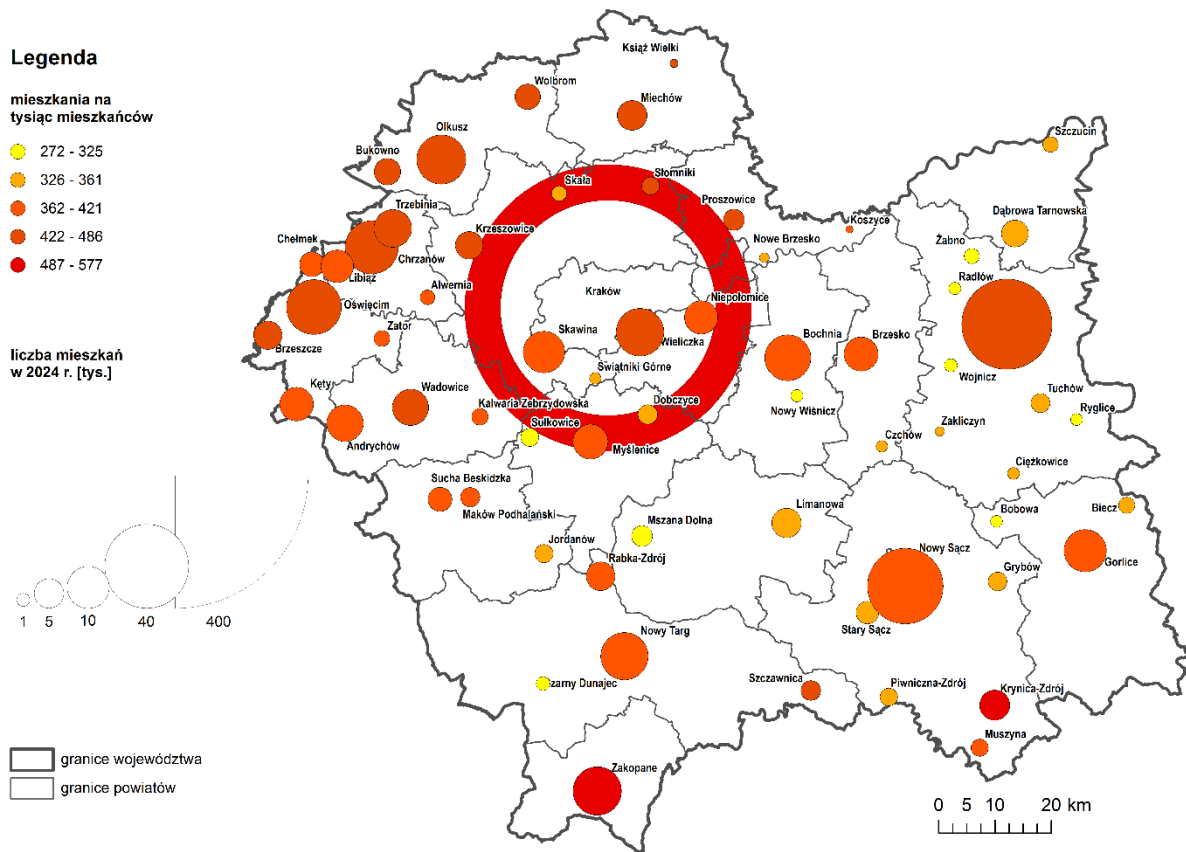 Legenda
mieszkania na
tysiąc mieszkańców
272 - 325
326 - 361
362 - 421
422 - 486
487 - 577
liczba mieszkań
w 2024 r. [tys.]
1 5 10 40 400
granice województwa
granice powiatów
Książ Wielki
Wolbrom
Miechów
Olkusz
Bukowno
Szczucin
Skała
Słomniki
Trzebinia
Proszowice
Koszyce
Dąbrowa Tarnowska
Krzeszowice
Chełmek
Chrzanów
Nowe Brzesko
Żabno
Libiąż
Radłów
Alwernia
Kraków
Niepołomice
Oświęcim
Zator
Skawina
Wieliczka
Bochnia
Brzesko
Brzeszcze
Świątniki Górne
Wojnicz
Kęty
Wadowice
Kalwaria Zebrzydowska
Dobczyce
Nowy Wiśnicz
Tuchów
Ryglice
Sułkowice
Zakliczyn
Andrychów
Myślenice
Czchów
Ciężkowice
Sucha Beskidzka
Maków Podhalański
Limanowa
Bobowa
Biecz
Mszana Dolna
Jordanów
Rabka-Zdrój
Nowy Sącz
Grybów
Gorlice
Stary Sącz
Nowy Targ
zarny Dunajec
Szczawnica
Piwniczna-Zdrój
Krynica-Zdrój
Muszyna
Zakopane
0 5 10 20 km